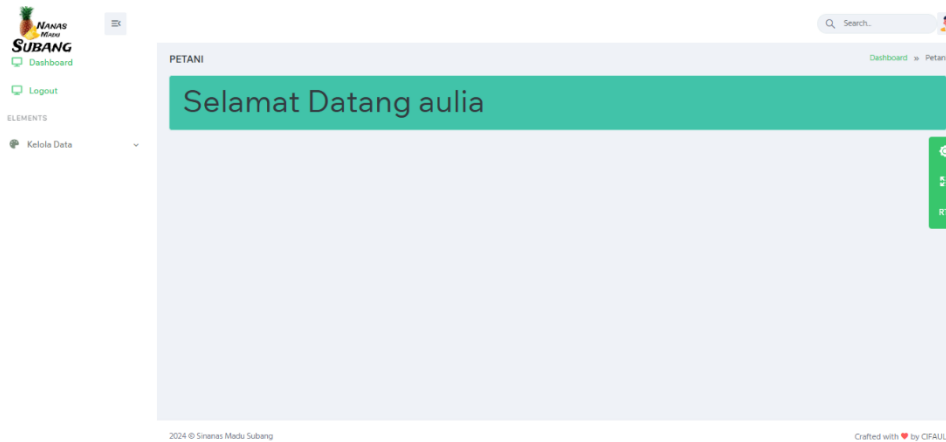 NANAS
MADU
SUBANG
Search..
Dashboard
Logout
ELEMENTS
Kelola Data
PETANI
Dashboard » Petani
Selamat Datang aulia
2024 © Sinanas Madu Subang
Crafted with ❤ by CIFAUL